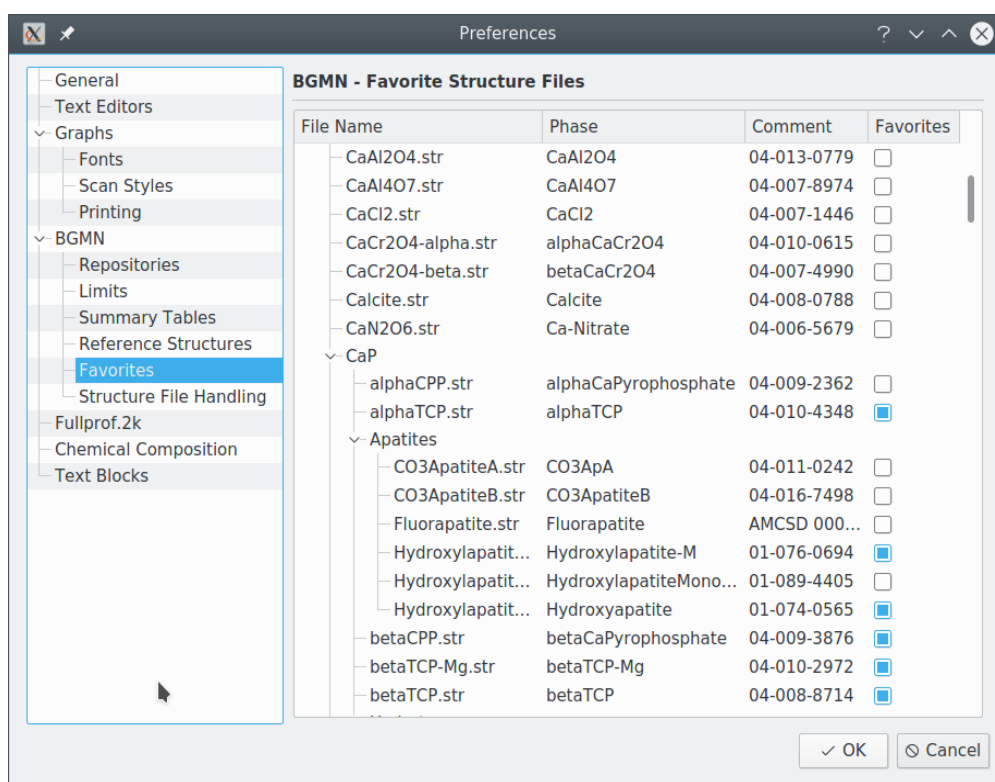 Preferences
General
Text Editors
Graphs
Fonts
Scan Styles
Printing
BGMN
Repositories
Limits
Summary Tables
Reference Structures
Favorites
Structure File Handling
Fullprof.2k
Chemical Composition
Text Blocks
BGMN - Favorite Structure Files
File Name Phase Comment Favorites
CaAl2O4.str CaAl2O4 04-013-0779
CaAl4O7.str CaAl4O7 04-007-8974
CaCl2.str CaCl2 04-007-1446
CaCr2O4-alpha.str alphaCaCr2O4 04-010-0615
CaCr2O4-beta.str betaCaCr2O4 04-007-4990
Calcite.str Calcite 04-008-0788
CaN2O6.str Ca-Nitrate 04-006-5679
CaP
alphaCPP.str alphaCaPyrophosphate 04-009-2362
alphaTCP.str alphaTCP 04-010-4348
Apatites
CO3ApatiteA.str CO3ApA 04-011-0242
CO3ApatiteB.str CO3ApatiteB 04-016-7498
Fluorapatite.str Fluorapatite AMCSD 000...
Hydroxylapatit... Hydroxylapatite-M 01-076-0694
Hydroxylapatit... HydroxylapatiteMono... 01-089-4405
Hydroxylapatit... Hydroxyapatite 01-074-0565
betaCPP.str betaCaPyrophosphate 04-009-3876
betaTCP-Mg.str betaTCP-Mg 04-010-2972
betaTCP.str betaTCP 04-008-8714
OK Cancel